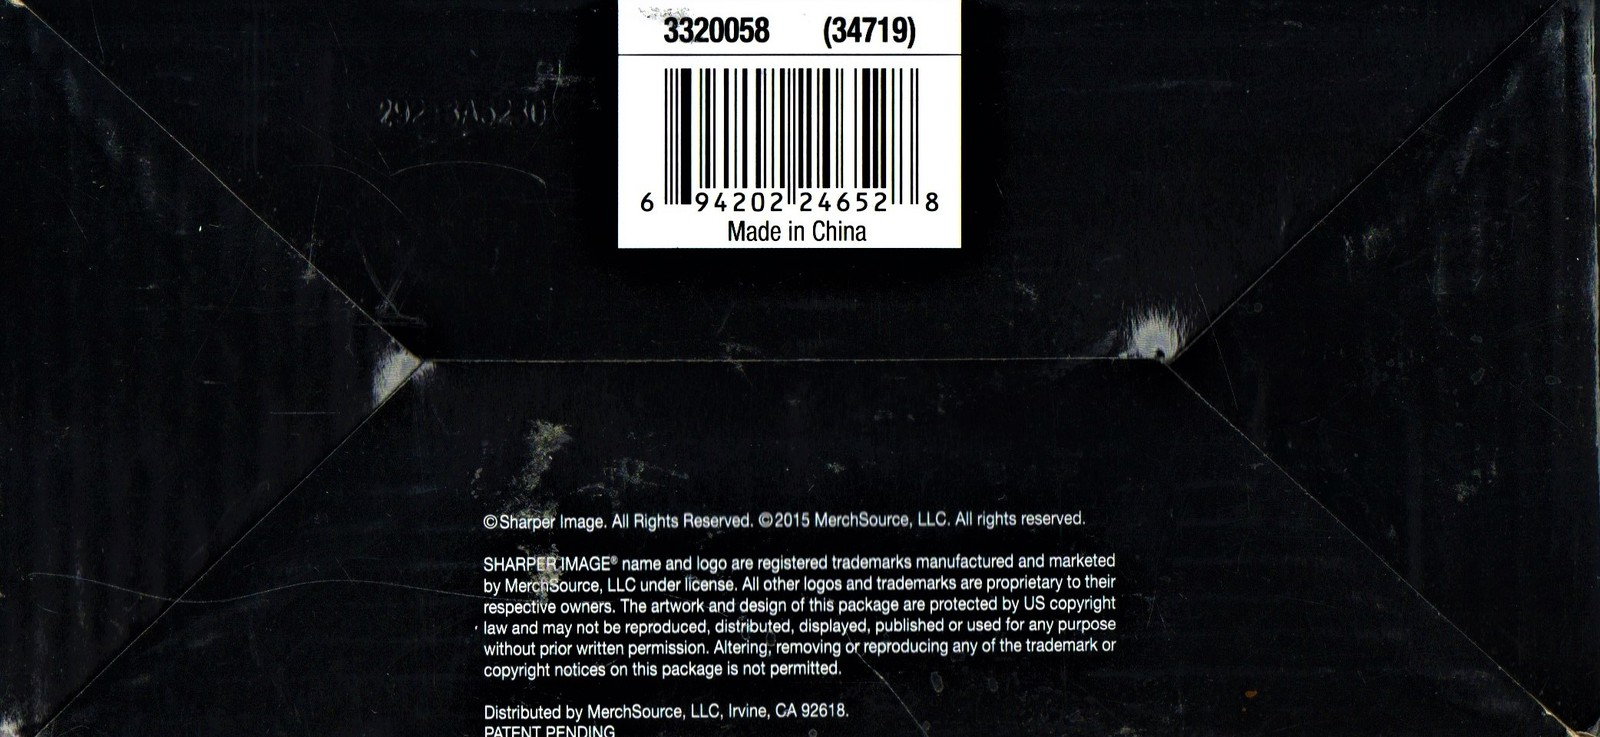 3320058 (34719)
6 94202 24652 8
Made in China
©Sharper Image. All Rights Reserved. ©2015 MerchSource, LLC. All rights reserved.
SHARPER IMAGE® name and logo are registered trademarks manufactured and marketed
by MerchSource, LLC under license. All other logos and trademarks are proprietary to their
respective owners. The artwork and design of this package are protected by US copyright
law and may not be reproduced, distributed, displayed, published or used for any purpose
without prior written permission. Altering, removing or reproducing any of the trademark or
copyright notices on this package is not permitted.
Distributed by MerchSource, LLC, Irvine, CA 92618.
PATENT PENDING